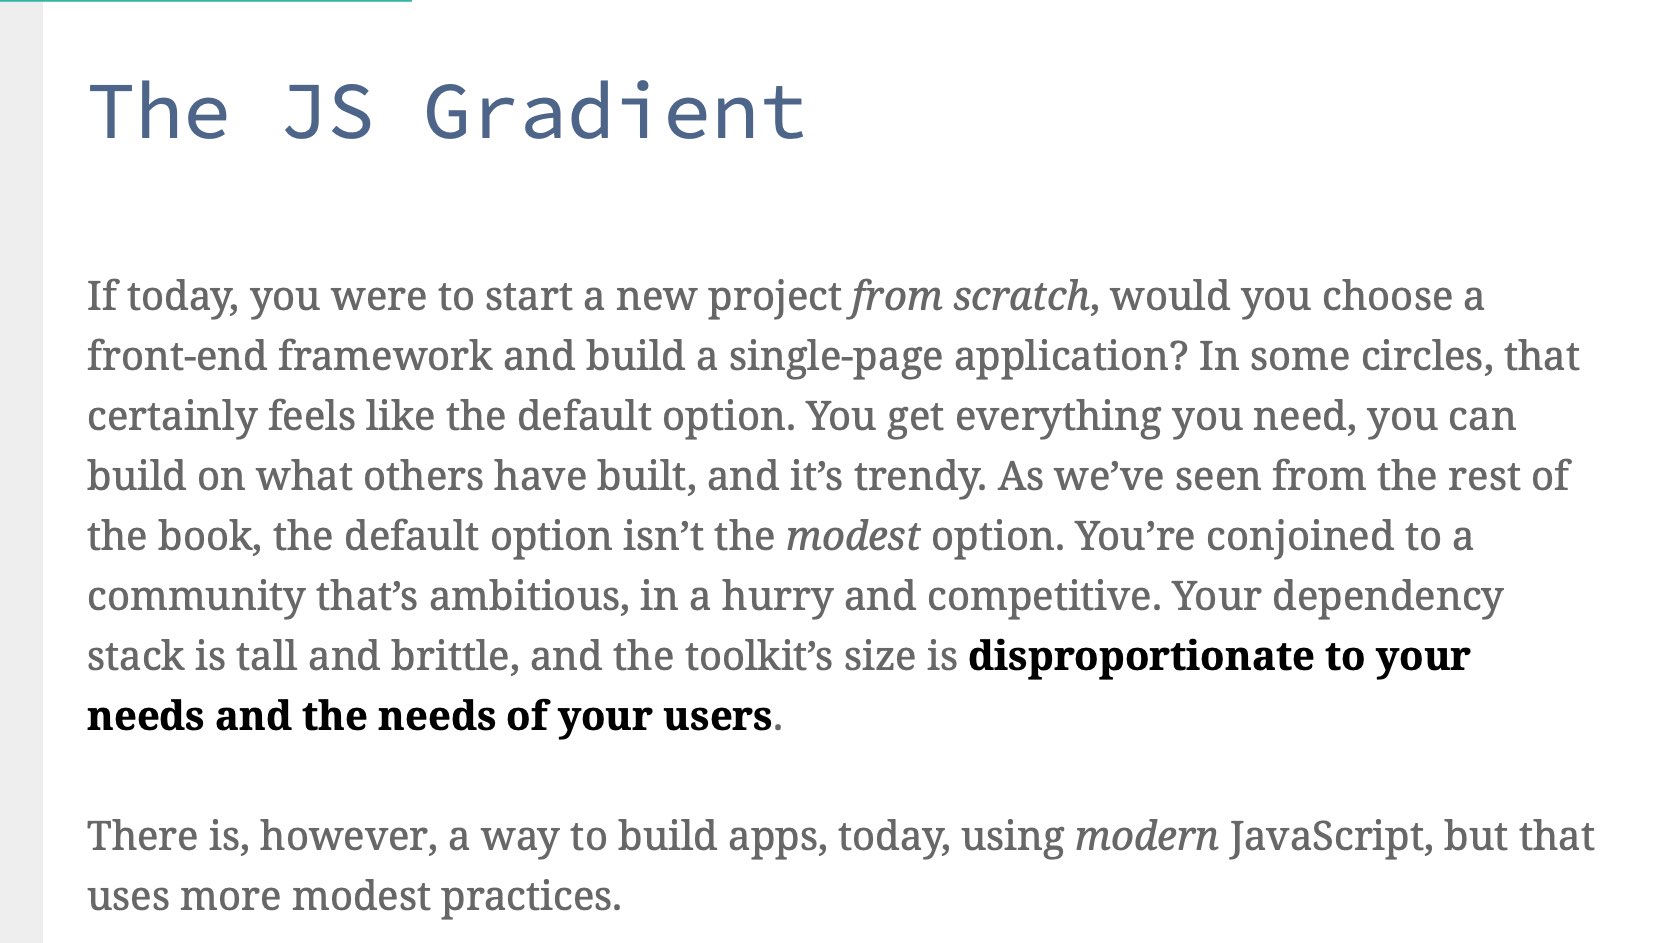 The JS Gradient
If today, you were to start a new project from scratch, would you choose a
front-end framework and build a single-page application? In some circles, that
certainly feels like the default option. You get everything you need, you can
build on what others have built, and it’s trendy. As we’ve seen from the rest of
the book, the default option isn’t the modest option. You’re conjoined to a
community that’s ambitious, in a hurry and competitive. Your dependency
stack is tall and brittle, and the toolkit’s size is disproportionate to your
needs and the needs of your users.
There is, however, a way to build apps, today, using modern JavaScript, but that
uses more modest practices.